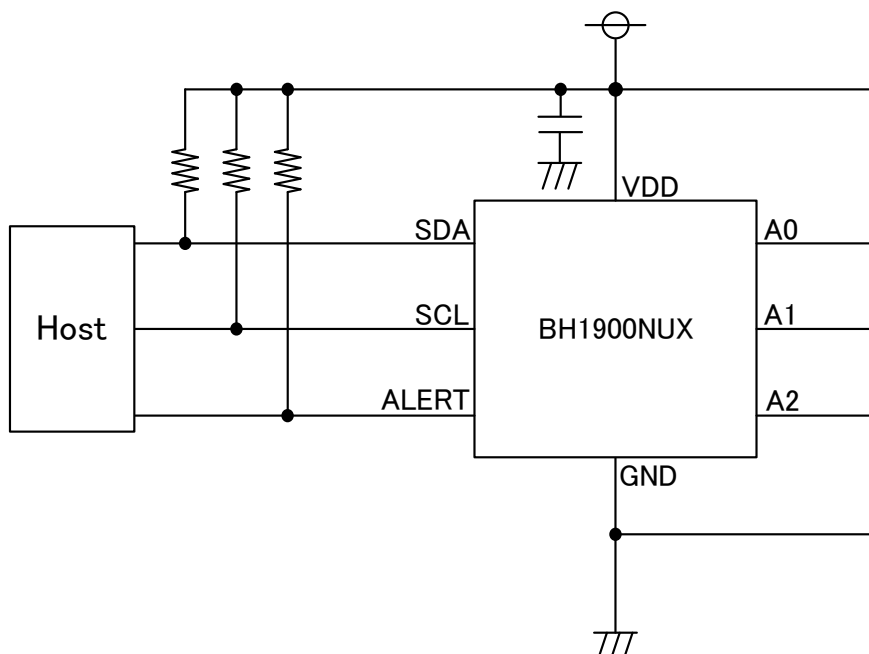 VDD
SDA
A0
Host
SCL
BH1900NUX
A1
ALERT
A2
GND